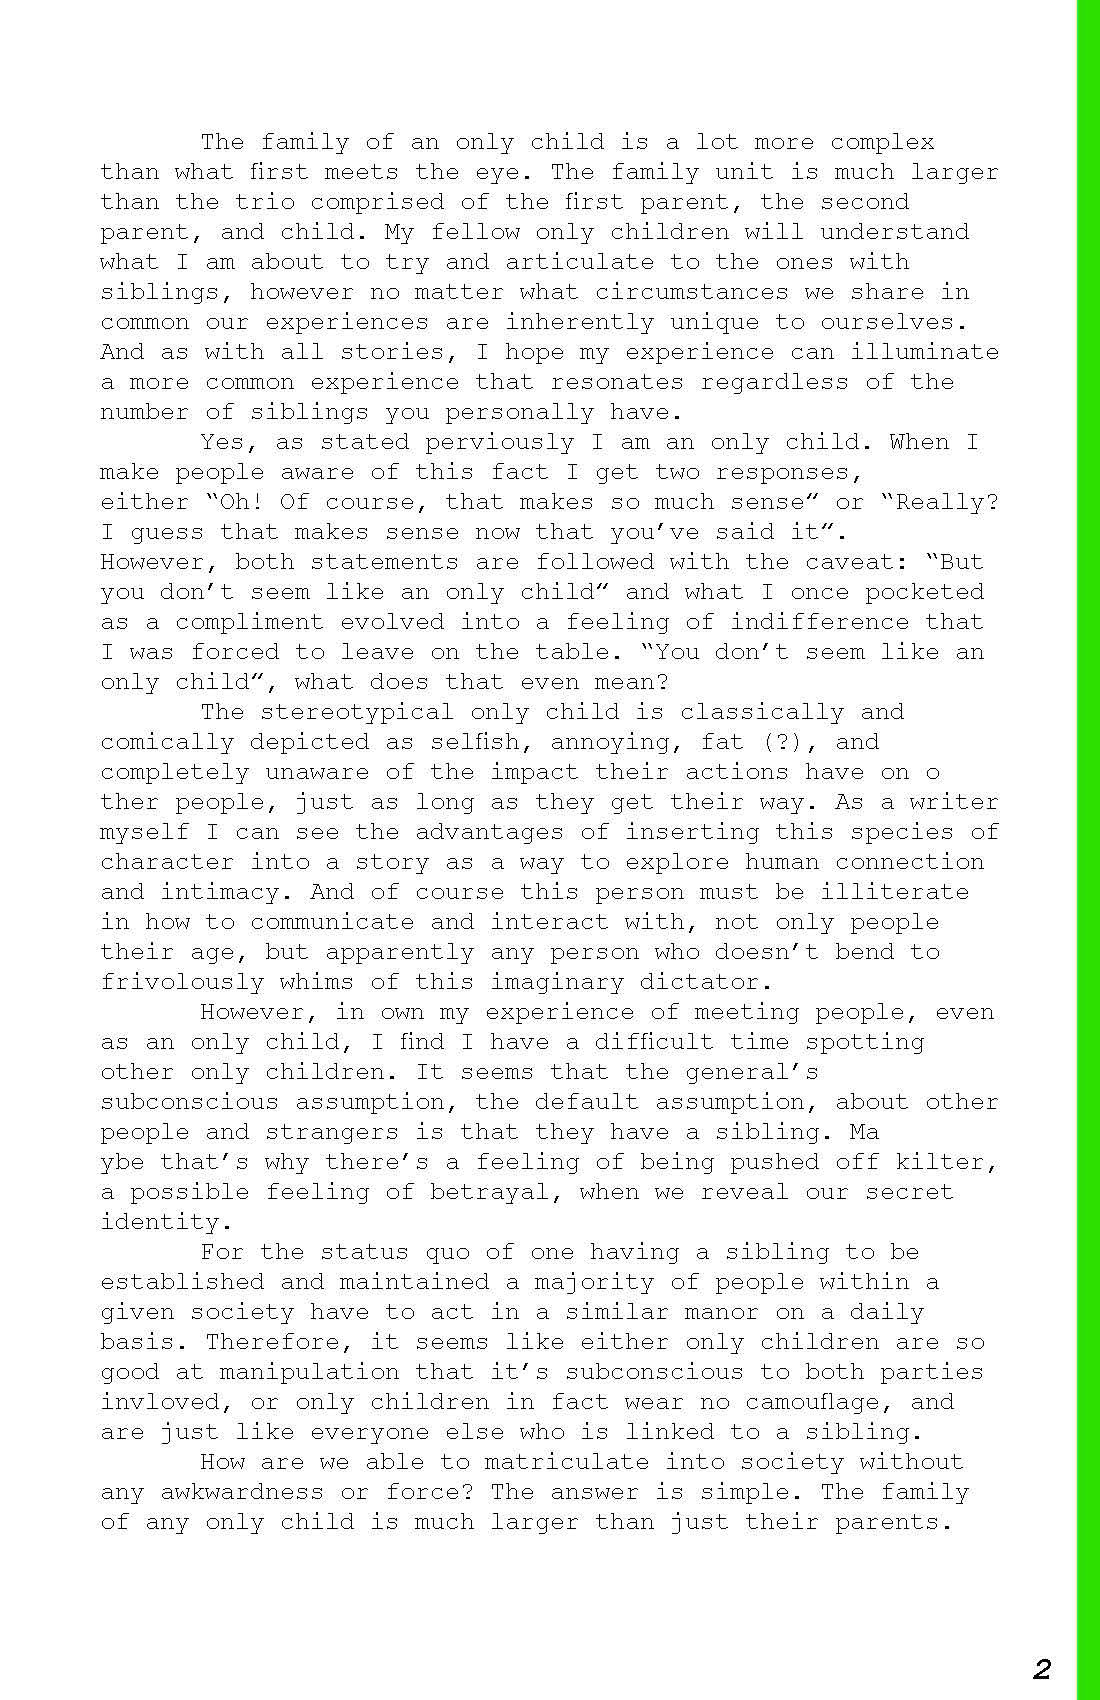 The family of an only child is a lot more complex
than what first meets the eye. The family unit is much larger
than the trio comprised of the first parent, the second
parent, and child. My fellow only children will understand
what I am about to try and articulate to the ones with
siblings, however no matter what circumstances we share in
common our experiences are inherently unique to ourselves.
And as with all stories, I hope my experience can illuminate
a more common experience that resonates regardless of the
number of siblings you personally have.
Yes, as stated perviously I am an only child. When I
make people aware of this fact I get two responses,
either “Oh! Of course, that makes so much sense” or “Really?
I guess that makes sense now that you’ve said it”.
However, both statements are followed with the caveat: “But
you don’t seem like an only child” and what I once pocketed
as a compliment evolved into a feeling of indifference that
I was forced to leave on the table. “You don’t seem like an
only child”, what does that even mean?
The stereotypical only child is classically and
comically depicted as selfish, annoying, fat (?), and
completely unaware of the impact their actions have on o
ther people, just as long as they get their way. As a writer
myself I can see the advantages of inserting this species of
character into a story as a way to explore human connection
and intimacy. And of course this person must be illiterate
in how to communicate and interact with, not only people
their age, but apparently any person who doesn’t bend to
frivolously whims of this imaginary dictator.
However, in own my experience of meeting people, even
as an only child, I find I have a difficult time spotting
other only children. It seems that the general’s
subconscious assumption, the default assumption, about other
people and strangers is that they have a sibling. Ma
ybe that’s why there’s a feeling of being pushed off kilter,
a possible feeling of betrayal, when we reveal our secret
identity.
For the status quo of one having a sibling to be
established and maintained a majority of people within a
given society have to act in a similar manor on a daily
basis. Therefore, it seems like either only children are so
good at manipulation that it’s subconscious to both parties
invloved, or only children in fact wear no camouflage, and
are just like everyone else who is linked to a sibling.
How are we able to matriculate into society without
any awkwardness or force? The answer is simple. The family
of any only child is much larger than just their parents.
2